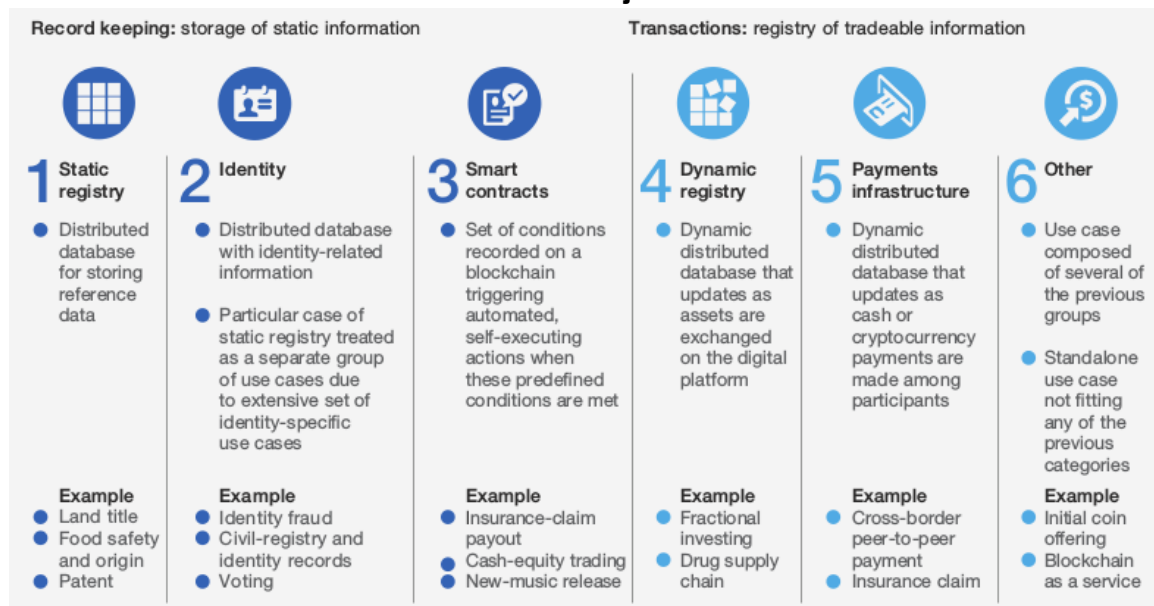 Record keeping: storage of static information
Transactions: registry of tradeable information
1 Static
registry
Distributed
database
for storing
reference
data
Example
Land title
Food safety
and origin
Patent
2 Identity
Distributed database
with identity-related
information
Particular case of
static registry treated
as a separate group
of use cases due
to extensive set of
identity-specific
use cases
Example
Identity fraud
Civil-registry and
identity records
Voting
3 Smart
contracts
Set of conditions
recorded on a
blockchain
triggering
automated,
self-executing
actions when
these predefined
conditions are met
Example
Insurance-claim
payout
Cash-equity trading
New-music release
4 Dynamic
registry
Dynamic
distributed
database that
updates as
assets are
exchanged
on the digital
platform
Example
Fractional
investing
Drug supply
chain
5 Payments
infrastructure
Dynamic
distributed
database that
updates as
cash or
cryptocurrency
payments are
made among
participants
Example
Cross-border
peer-to-peer
payment
Insurance claim
$
6 Other
Use case
composed
of several of
the previous
groups
Standalone
use case
not fitting
any of the
previous
categories
Example
Initial coin
offering
Blockchain
as a service